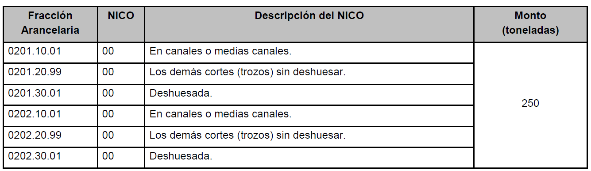 Fracción Arancelaria NICO Descripción del NICO Monto (toneladas)
0201.10.01 00 En canales o medias canales.
0201.20.99 00 Los demás cortes (trozos) sin deshuesar.
0201.30.01 00 Deshuesada.
250
0202.10.01 00 En canales o medias canales.
0202.20.99 00 Los demás cortes (trozos) sin deshuesar.
0202.30.01 00 Deshuesada.